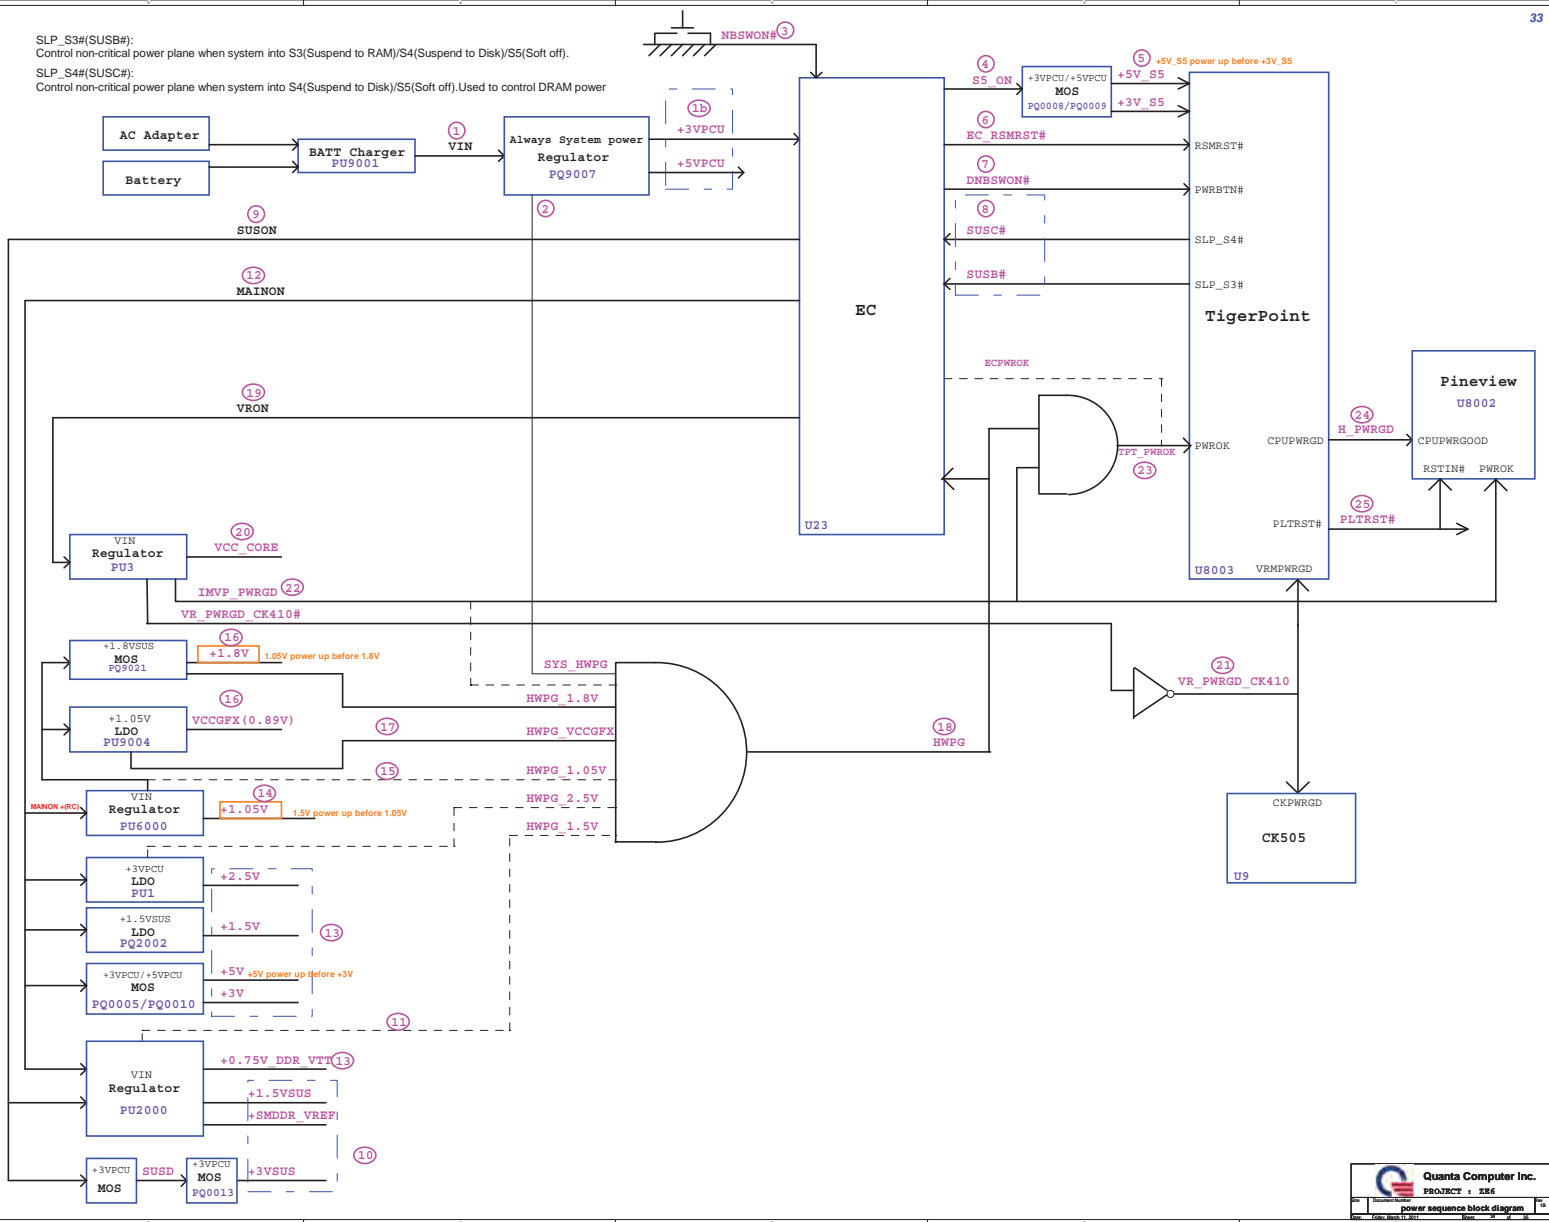 33
SLP_S3#(SUSB#):
Control non-critical power plane when system into S3(Suspend to RAM)/S4(Suspend to Disk)/S5(Soft off).
SLP_S4#(SUSC#):
Control non-critical power plane when system into S4(Suspend to Disk)/S5(Soft off).Used to control DRAM power
NBSWON# 3
AC Adapter
Battery
BATT Charger
PU9001
1
VIN
Always System power
Regulator
PQ9007
1b
+3VPCU
+5VPCU
2
4
S5_ON
+3VPCU/+5VPCU
MOS
PQ0008/PQ0009
5 +5V_S5 power up before +3V_S5
+5V_S5
+3V_S5
6
EC_RSMRST#
RSMRST#
7
DNBSWON#
PWRBTN#
8
SUSC#
SLP_S4#
SUSB#
SLP_S3#
EC
U23
TigerPoint
9
SUSON
12
MAINON
19
VRON
ECPWROK
TPT_PWROK
23
PWROK
CPUPWRGD
24
H_PWRGD
Pineview
U8002
CPUPWRGOOD
RSTIN# PWROK
25
PLTRST#
PLTRST#
U8003 VRMPWRGD
VIN
Regulator
PU3
20
VCC_CORE
IMVP_PWRGD 22
VR_PWRGD_CK410#
+1.8VSUS
MOS
PQ9021
16
+1.8V 1.05V power up before 1.8V
+1.05V
LDO
PU9004
16
VCCGFX(0.89V)
17
15
SYS_HWPG
HWPG_1.8V
HWPG_VCCGFX
HWPG_1.05V
HWPG_2.5V
HWPG_1.5V
18
HWPG
21
VR_PWRGD_CK410
CKPWRGD
CK505
U9
MAINON +(RC)
VIN
Regulator
PU6000
14
+1.05V 1.5V power up before 1.05V
+3VPCU
LDO
PU1
+2.5V
+1.5VSUS
LDO
PQ2002
+1.5V
13
+3VPCU/+5VPCU
MOS
PQ0005/PQ0010
+5V +5V power up before +3V
+3V
11
VIN
Regulator
PU2000
+0.75V_DDR_VTT 13
+1.5VSUS
+SMDDR_VREF
10
+3VPCU
MOS
SUSD
+3VPCU
MOS
PQ0013
+3VSUS
Quanta Computer Inc.
PROJECT : ZE6
Size Document Number Rev
power sequence block diagram 1B
Date: Friday, March 11, 2011 Sheet of